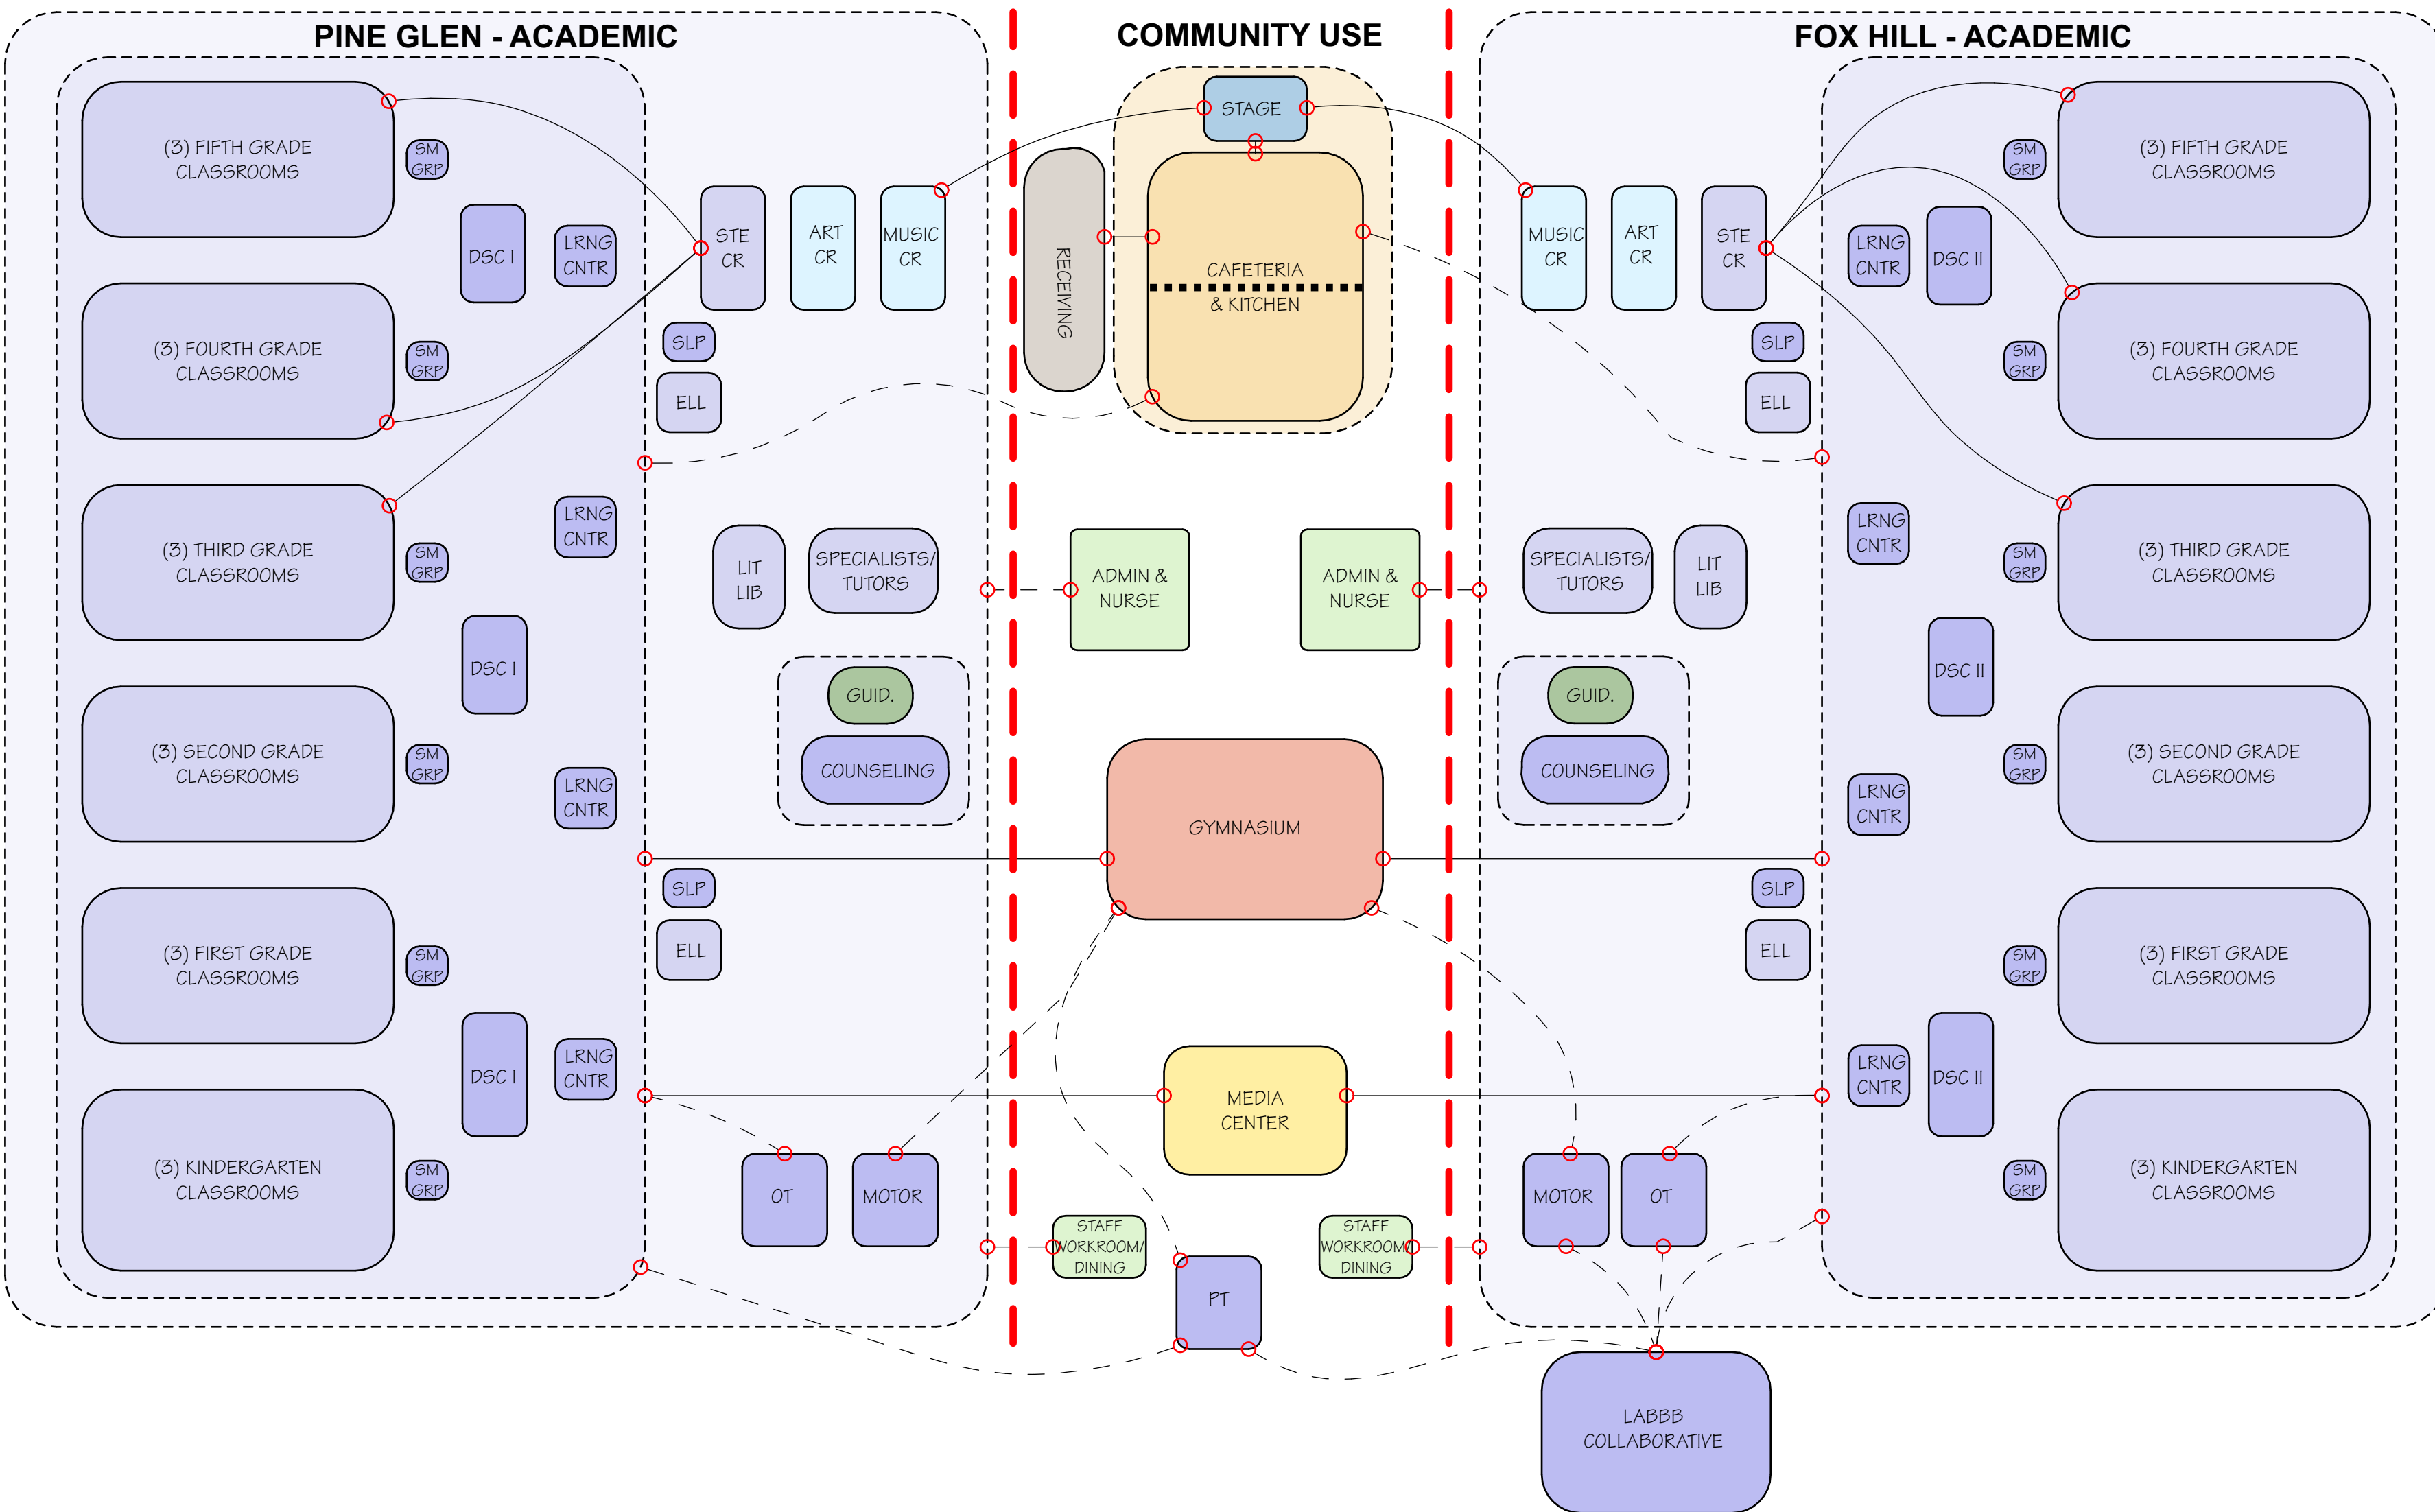 PINE GLEN - ACADEMIC
(3) FIFTH GRADE
CLASSROOMS
SM
GRP
DSC I
LRNG
CNTR
(3) FOURTH GRADE
CLASSROOMS
SM
GRP
(3) THIRD GRADE
CLASSROOMS
SM
GRP
LRNG
CNTR
DSC I
(3) SECOND GRADE
CLASSROOMS
SM
GRP
LRNG
CNTR
(3) FIRST GRADE
CLASSROOMS
SM
GRP
DSC I
LRNG
CNTR
(3) KINDERGARTEN
CLASSROOMS
SM
GRP
STE
CR
ART
CR
MUSIC
CR
SLP
ELL
LIT
LIB
SPECIALISTS/
TUTORS
GUID.
COUNSELING
SLP
ELL
OT
MOTOR
COMMUNITY USE
STAGE
RECEIVING
CAFETERIA
& KITCHEN
ADMIN &
NURSE
ADMIN &
NURSE
GYMNASIUM
MEDIA
CENTER
STAFF
WORKROOM/
DINING
STAFF
WORKROOM/
DINING
PT
FOX HILL - ACADEMIC
MUSIC
CR
ART
CR
STE
CR
SLP
ELL
SPECIALISTS/
TUTORS
LIT
LIB
GUID.
COUNSELING
SLP
ELL
MOTOR
OT
LRNG
CNTR
DSC II
SM
GRP
(3) FIFTH GRADE
CLASSROOMS
SM
GRP
(3) FOURTH GRADE
CLASSROOMS
LRNG
CNTR
SM
GRP
(3) THIRD GRADE
CLASSROOMS
DSC II
LRNG
CNTR
SM
GRP
(3) SECOND GRADE
CLASSROOMS
SM
GRP
(3) FIRST GRADE
CLASSROOMS
LRNG
CNTR
DSC II
SM
GRP
(3) KINDERGARTEN
CLASSROOMS
LABBB
COLLABORATIVE